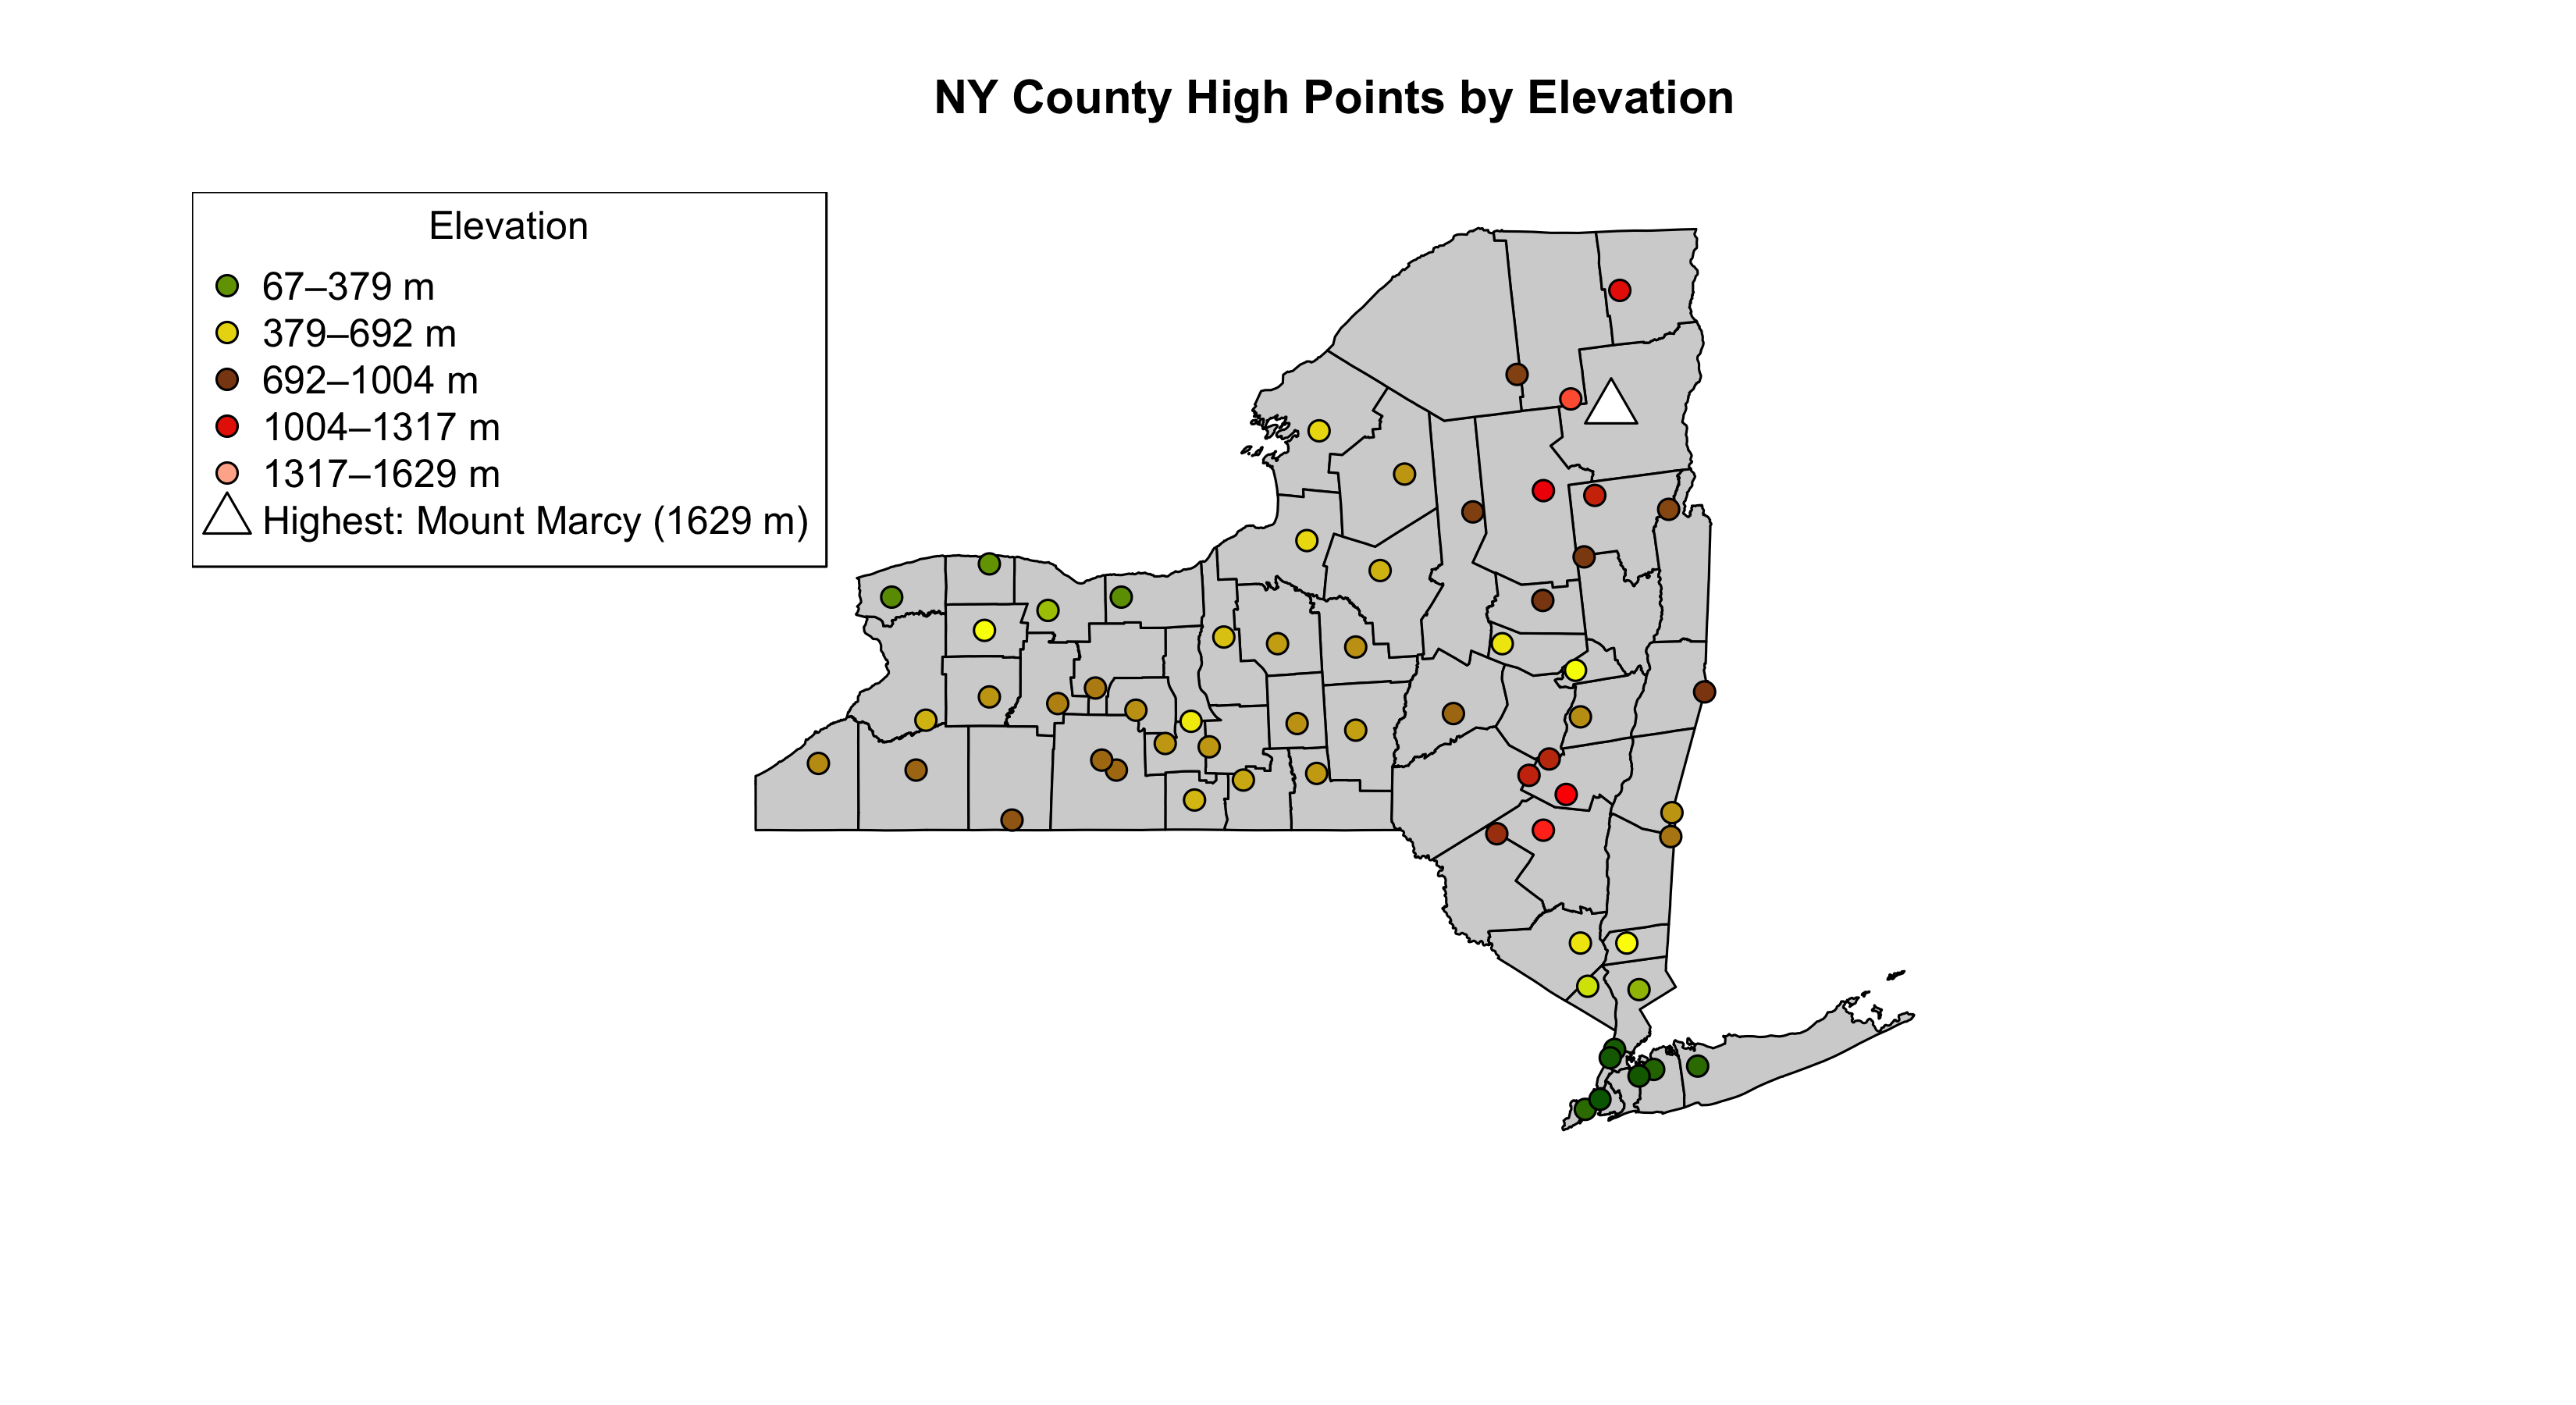 NY County High Points by Elevation
Elevation
67–379 m
379–692 m
692–1004 m
1004–1317 m
1317–1629 m
Highest: Mount Marcy (1629 m)